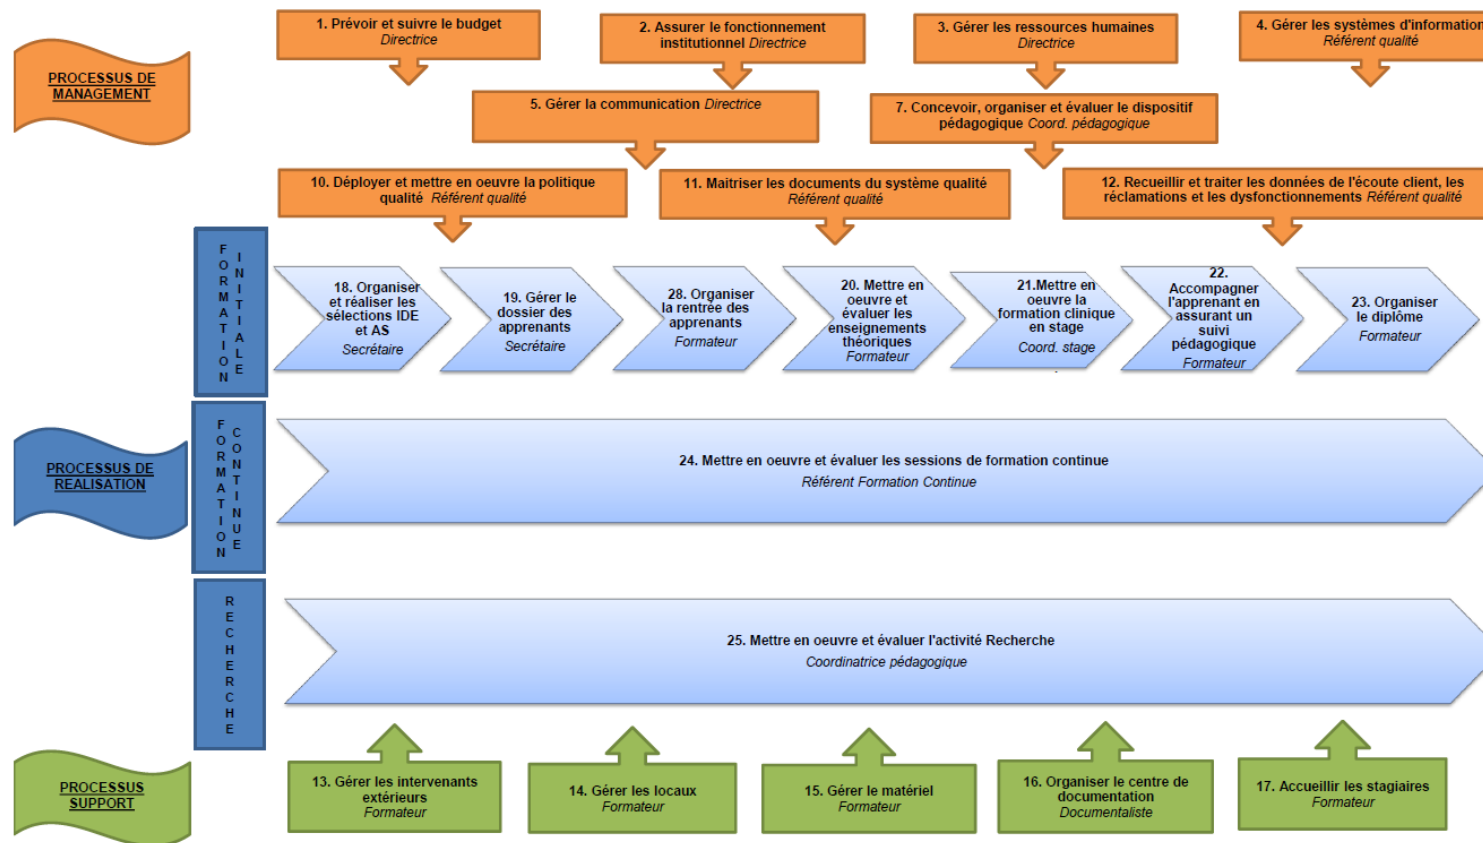 1. Prévoir et suivre le budget
Directrice
2. Assurer le fonctionnement
institutionnel Directrice
3. Gérer les ressources humaines
Directrice
4. Gérer les systèmes d'information
Référent qualité
PROCESSUS DE
MANAGEMENT
5. Gérer la communication Directrice
7. Concevoir, organiser et évaluer le dispositif
pédagogique Coord. pédagogique
10. Déployer et mettre en oeuvre la politique
qualité Référent qualité
11. Maitriser les documents du système qualité
Référent qualité
12. Recueillir et traiter les données de l'écoute client, les
réclamations et les dysfonctionnements Référent qualité
FORMATION
INITIALE
18. Organiser
et réaliser les
sélections IDE
et AS
Secrétaire
19. Gérer le
dossier des
apprenants
Secrétaire
28. Organiser
la rentrée des
apprenants
Formateur
20. Mettre en
oeuvre et
évaluer les
enseignements
théoriques
Formateur
21.Mettre en
oeuvre la
formation clinique
en stage
Coord. stage
22.
Accompagner
l'apprenant en
assurant un
suivi
pédagogique
Formateur
23. Organiser
le diplôme
Formateur
PROCESSUS DE
REALISATION
FORMATION
CONTINUE
24. Mettre en oeuvre et évaluer les sessions de formation continue
Référent Formation Continue
RECHERCHE
25. Mettre en oeuvre et évaluer l'activité Recherche
Coordinatrice pédagogique
PROCESSUS
SUPPORT
13. Gérer les intervenants
extérieurs
Formateur
14. Gérer les locaux
Formateur
15. Gérer le matériel
Formateur
16. Organiser le centre de
documentation
Documentaliste
17. Accueillir les stagiaires
Formateur